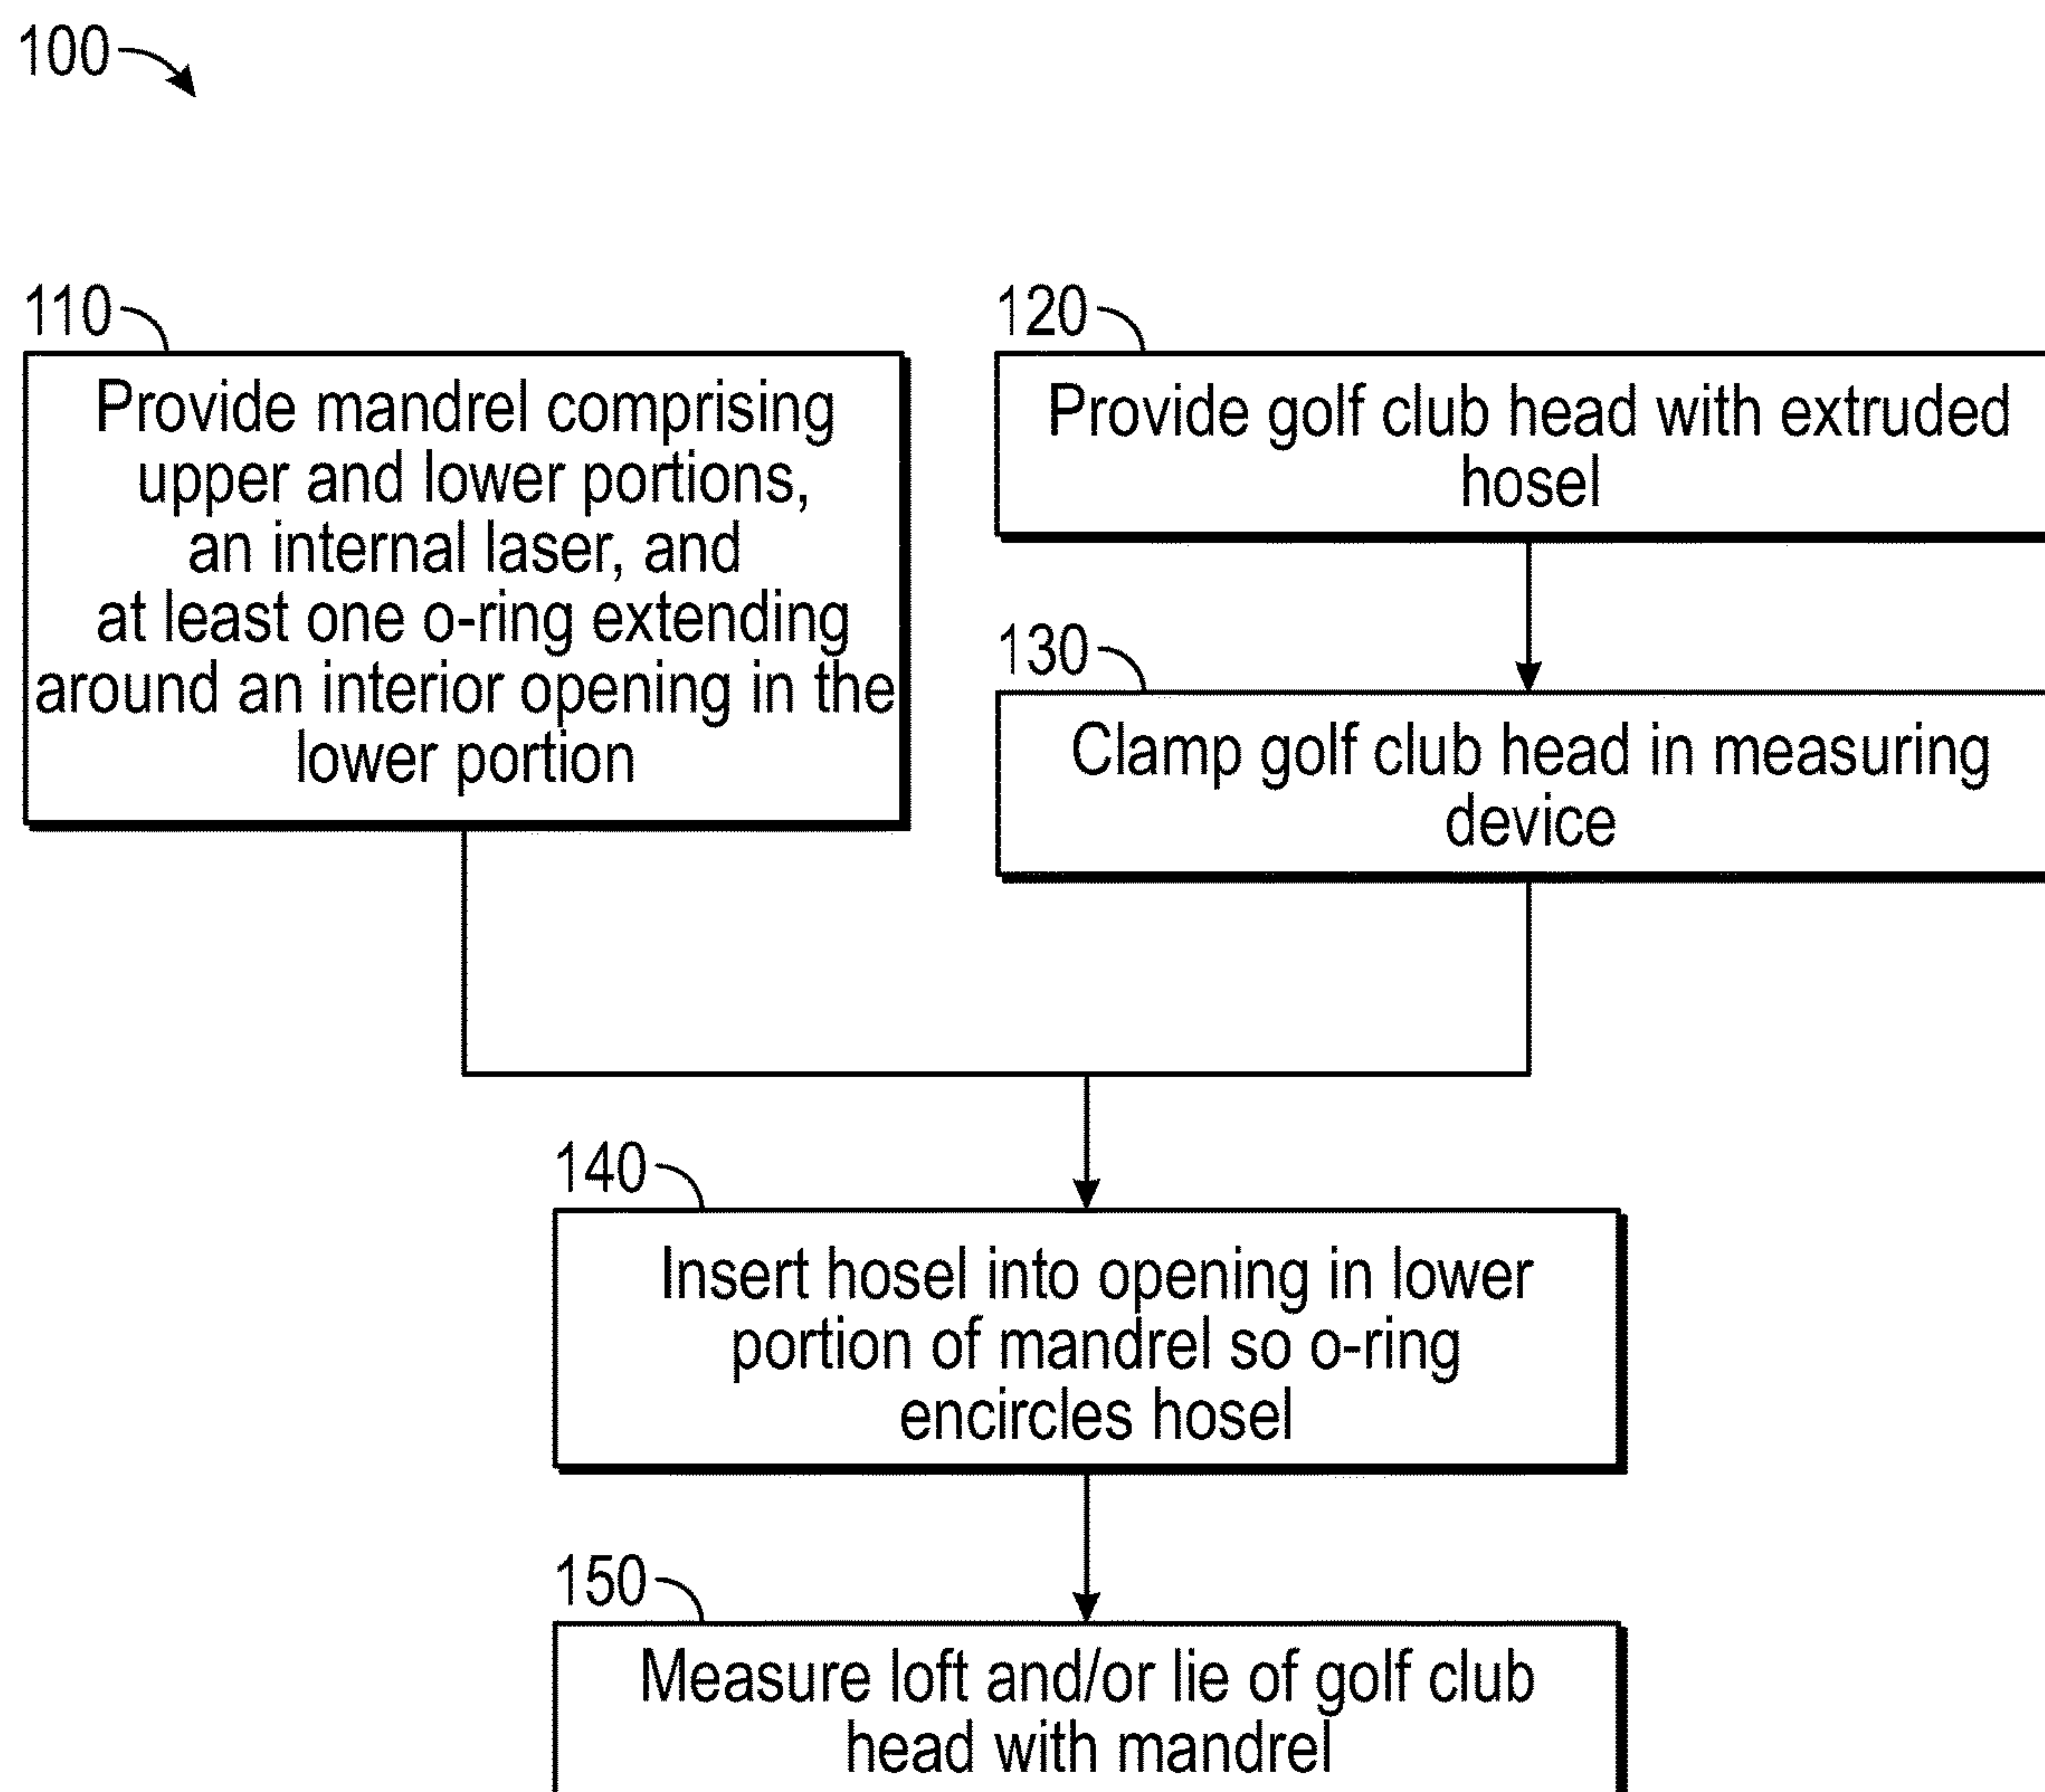 100
110
Provide mandrel comprising
upper and lower portions,
an internal laser, and
at least one o-ring extending
around an interior opening in the
lower portion
120
Provide golf club head with extruded
hosel
130
Clamp golf club head in measuring
device
140
Insert hosel into opening in lower
portion of mandrel so o-ring
encircles hosel
150
Measure loft and/or lie of golf club
head with mandrel